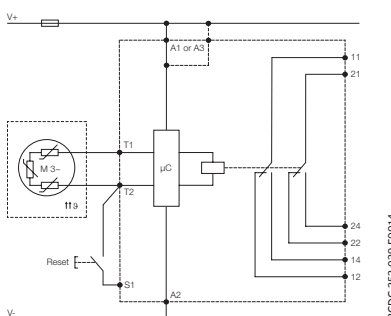 V+
A1 or A3
11
21
T1
M 3~
µC
T2
↑↑ϑ
24
22
Reset
14
S1
12
A2
V-